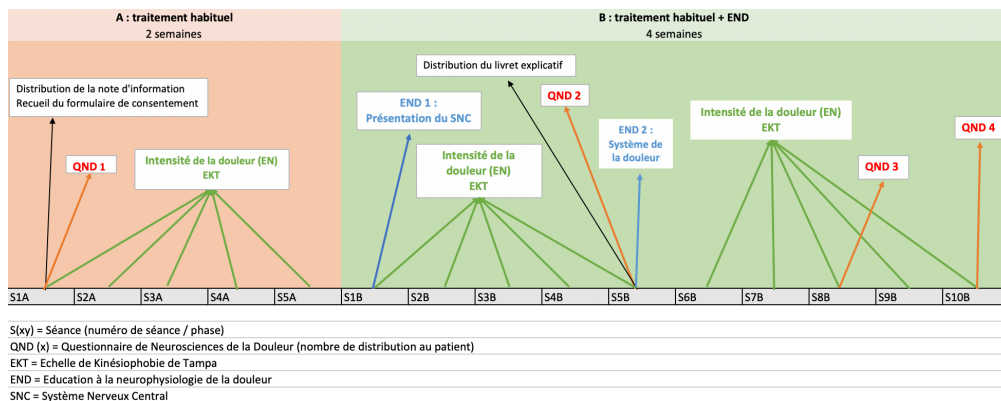 A : traitement habituel
2 semaines
B : traitement habituel + END
4 semaines
Distribution de la note d'information
Recueil du formulaire de consentement
QND 1
Intensité de la douleur (EN)
EKT
END 1 :
Présentation du SNC
Distribution du livret explicatif
Intensité de la
douleur (EN)
EKT
QND 2
END 2 :
Système de
la douleur
Intensité de la douleur (EN)
EKT
QND 3
QND 4
S1A
S2A
S3A
S4A
S5A
S1B
S2B
S3B
S4B
S5B
S6B
S7B
S8B
S9B
S10B
S(xy) = Séance (numéro de séance / phase)
QND (x) = Questionnaire de Neurosciences de la Douleur (nombre de distribution au patient)
EKT = Echelle de Kinésiophobie de Tampa
END = Education à la neurophysiologie de la douleur
SNC = Système Nerveux Central